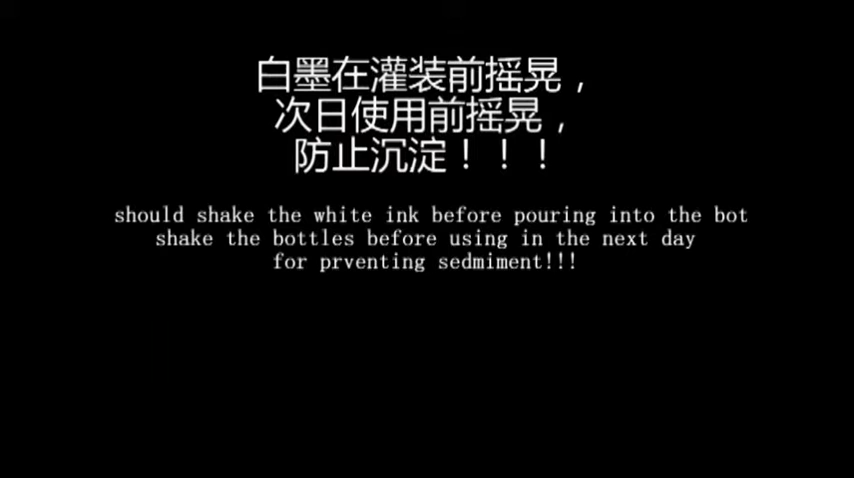 白墨在灌装前摇晃，
次日使用前摇晃，
防止沉淀！！！
should shake the white ink before pouring into the bot
shake the bottles before using in the next day
for prventing sedmiment!!!